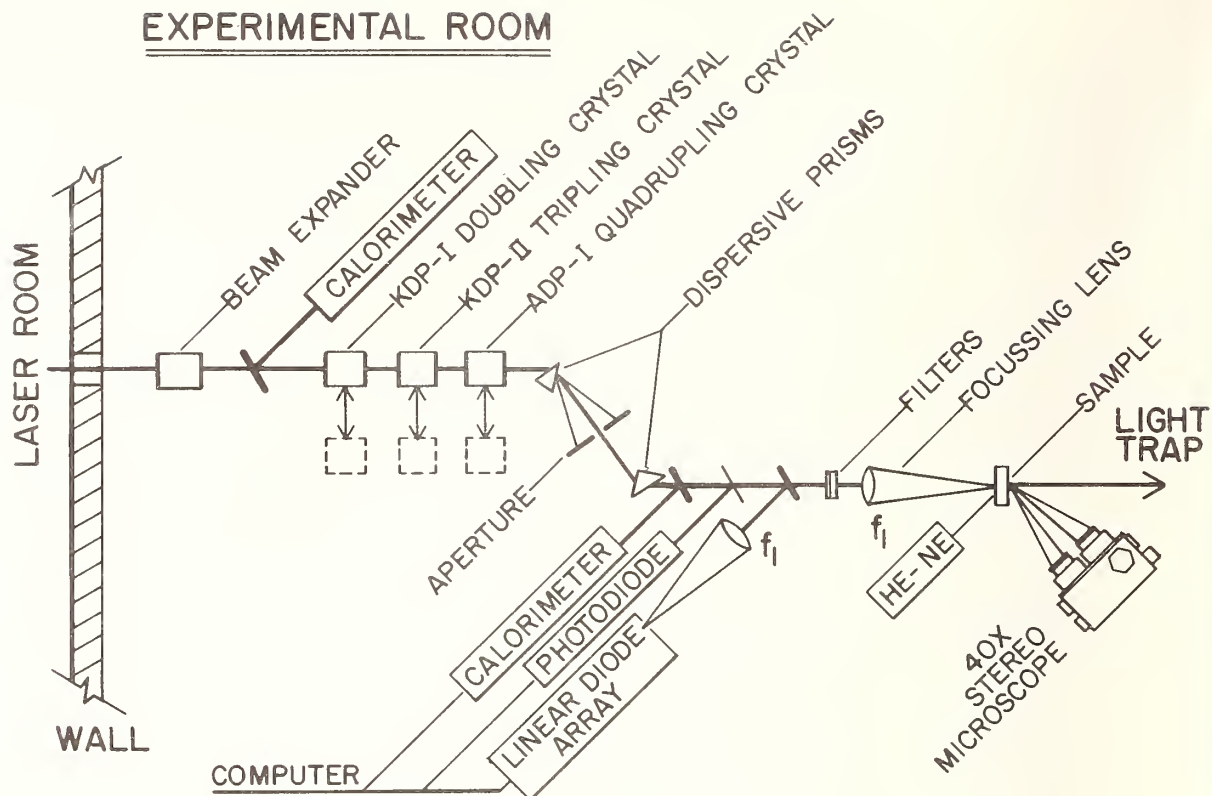 EXPERIMENTAL ROOM
LASER ROOM
BEAM EXPANDER
CALORIMETER
KDP-I DOUBLING CRYSTAL
KDP-II TRIPLING CRYSTAL
ADP-I QUADRUPLING CRYSTAL
DISPERSIVE PRISMS
FILTERS
FOCUSSING LENS
SAMPLE
LIGHT
TRAP
APERTURE
f1
f1
CALORIMETER
PHOTODIODE
LINEAR DIODE
ARRAY
HE-NE
40X
STEREO
MICROSCOPE
WALL
COMPUTER